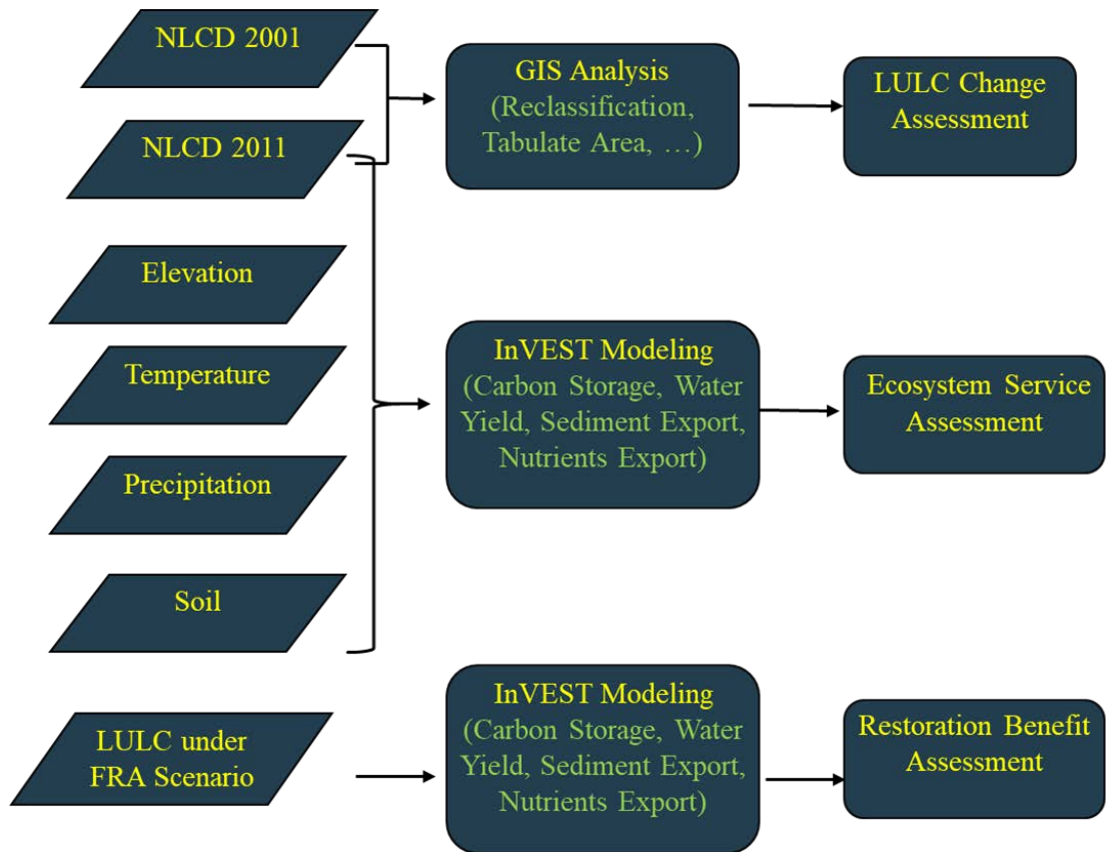 NLCD 2001
NLCD 2011
Elevation
Temperature
Precipitation
Soil
LULC under
FRA Scenario
GIS Analysis
(Reclassification,
Tabulate Area, …)
InVEST Modeling
(Carbon Storage, Water
Yield, Sediment Export,
Nutrients Export)
InVEST Modeling
(Carbon Storage, Water
Yield, Sediment Export,
Nutrients Export)
LULC Change
Assessment
Ecosystem Service
Assessment
Restoration Benefit
Assessment